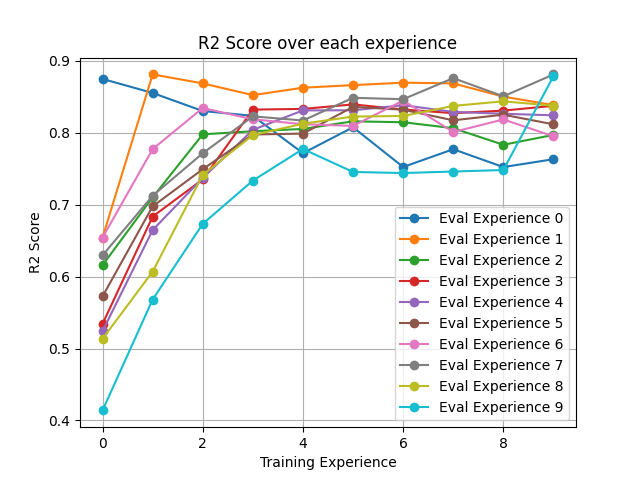 R2 Score over each experience
R2 Score
0.9
0.8
0.7
0.6
0.5
0.4
0
2
4
6
8
Training Experience
Eval Experience 0
Eval Experience 1
Eval Experience 2
Eval Experience 3
Eval Experience 4
Eval Experience 5
Eval Experience 6
Eval Experience 7
Eval Experience 8
Eval Experience 9